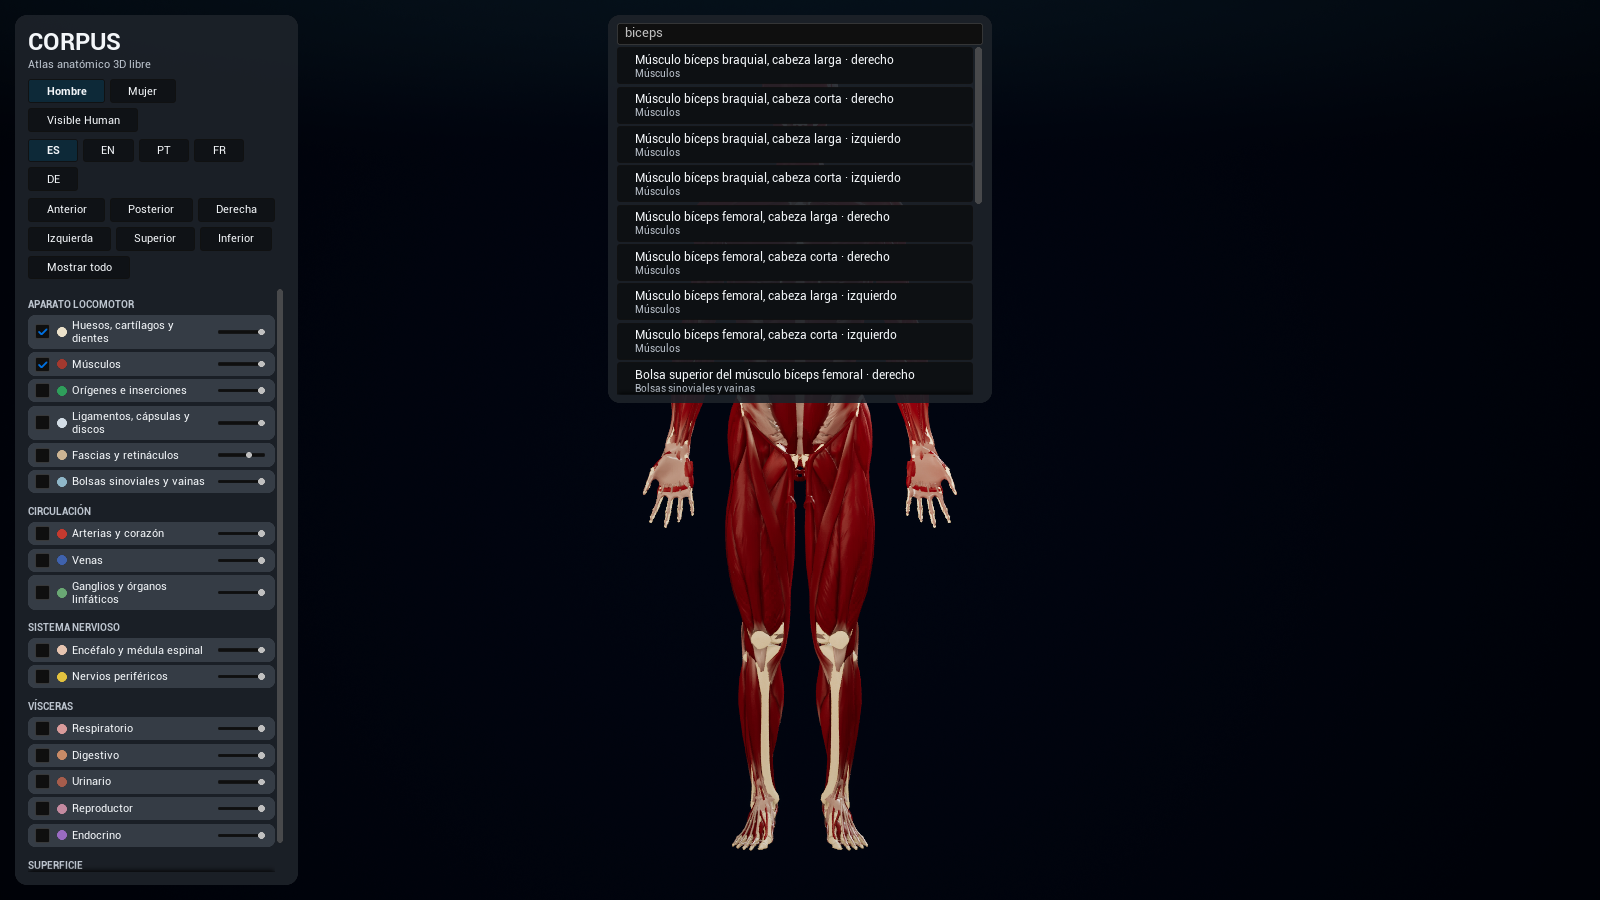 CORPUS
Atlas anatómico 3D libre
Hombre
Mujer
Visible Human
ES
EN
PT
FR
DE
Anterior
Posterior
Derecha
Izquierda
Superior
Inferior
Mostrar todo
APARATO LOCOMOTOR
Huesos, cartílagos y
dientes
Músculos
Orígenes e inserciones
Ligamentos, cápsulas y
discos
Fascias y retináculos
Bolsas sinoviales y vainas
CIRCULACIÓN
Arterias y corazón
Venas
Ganglios y órganos
linfáticos
SISTEMA NERVIOSO
Encéfalo y médula espinal
Nervios periféricos
VÍSCERAS
Respiratorio
Digestivo
Urinario
Reproductor
Endocrino
SUPERFICIE
biceps
Músculo bíceps braquial, cabeza larga · derecho
Músculos
Músculo bíceps braquial, cabeza corta · derecho
Músculos
Músculo bíceps braquial, cabeza larga · izquierdo
Músculos
Músculo bíceps braquial, cabeza corta · izquierdo
Músculos
Músculo bíceps femoral, cabeza larga · derecho
Músculos
Músculo bíceps femoral, cabeza corta · derecho
Músculos
Músculo bíceps femoral, cabeza larga · izquierdo
Músculos
Músculo bíceps femoral, cabeza corta · izquierdo
Músculos
Bolsa superior del músculo bíceps femoral · derecho
Bolsas sinoviales y vainas